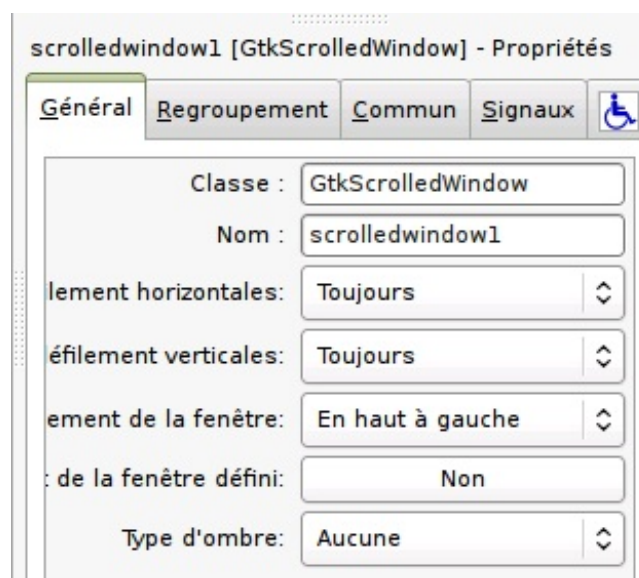 scrolledwindow1 [GtkScrolledWindow] - Propriétés
Général Regroupement Commun Signaux
Classe : GtkScrolledWindow
Nom : scrolledwindow1
lement horizontales: Toujours
éfilement verticales: Toujours
ement de la fenêtre: En haut à gauche
de la fenêtre défini: Non
Type d'ombre: Aucune